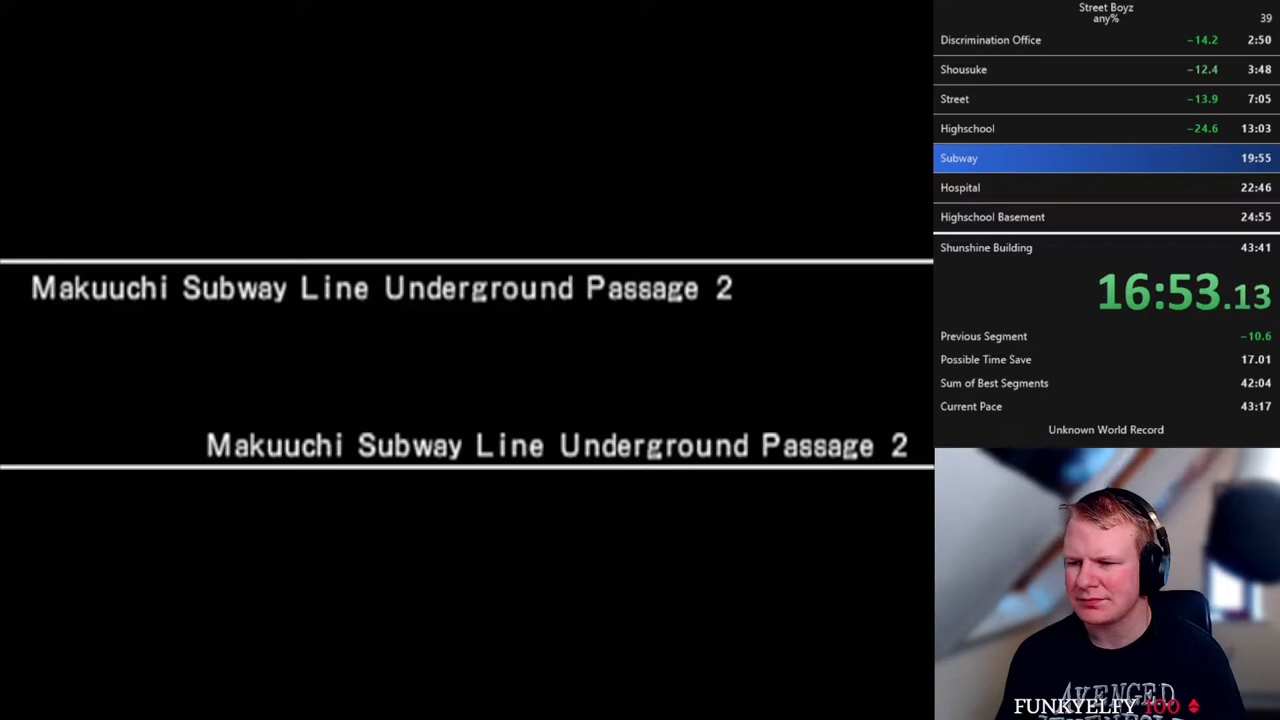 Makuuchi Subway Line Underground Passage 2
Makuuchi Subway Line Underground Passage 2
Street Boyz
any%
39
Discrimination Office -14.2 2:50
Shousuke -12.4 3:48
Street -13.9 7:05
Highschool -24.6 13:03
Subway 19:55
Hospital 22:46
Highschool Basement 24:55
Shunshine Building 43:41
16:53.13
Previous Segment -10.6
Possible Time Save 17.01
Sum of Best Segments 42:04
Current Pace 43:17
Unknown World Record
AVENGED
FUNKYELFY 100